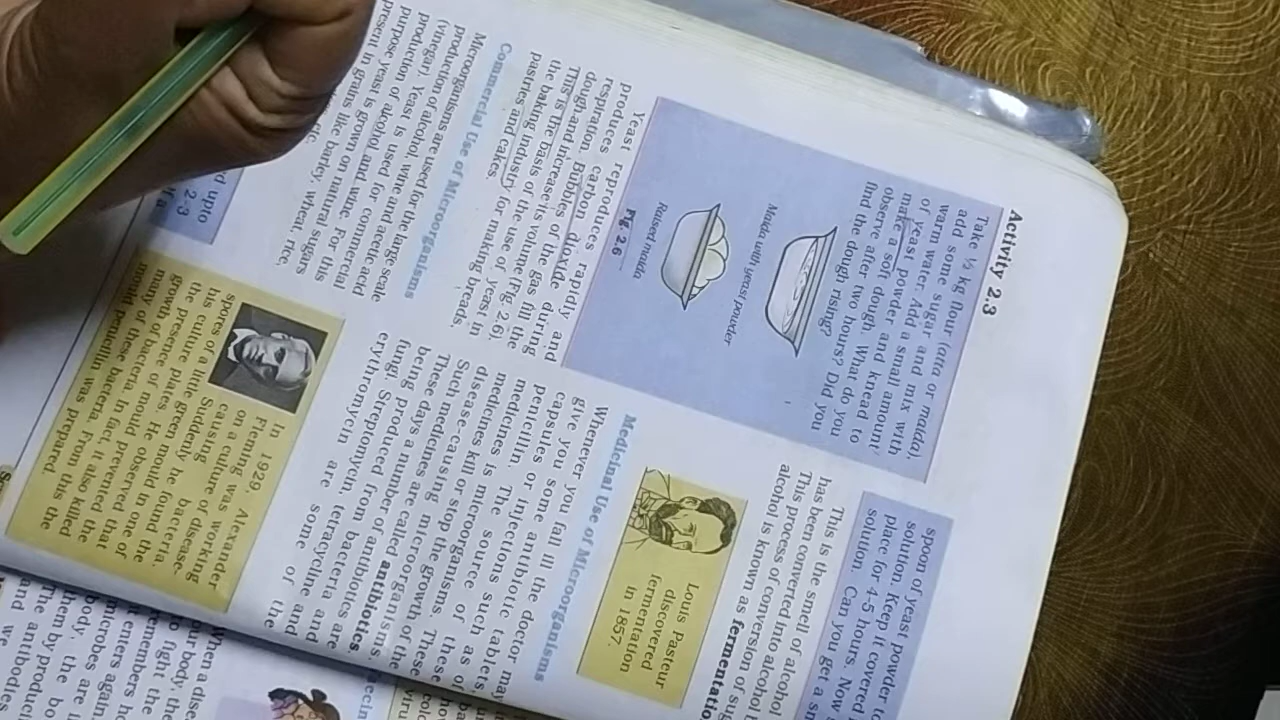 Activity 2.3
Take ½ kg flour (atta or maida),
add some sugar and mix with
warm water. Add a small amount
of yeast powder and knead to
make a soft dough. What do you
observe after two hours? Did you
find the dough rising?
Maida with yeast powder
Raised maida
Fig. 2.6
Yeast reproduces rapidly and
produces carbon dioxide during
respiration. Bubbles of the gas fill the
dough and increase its volume (Fig. 2.6).
This is the basis of the use of yeast in
the baking industry for making breads,
pastries and cakes.
Commercial Use of Microorganisms
Microorganisms are used for the large scale
production of alcohol, wine and acetic acid
(vinegar). Yeast is used for commercial
production of alcohol and wine. For this
purpose yeast is grown on natural sugars
present in grains like barley, wheat, rice,
d upto
2-3
of a
spoon of yeast powder to
solution. Keep it covered
place for 4-5 hours. Now
solution. Can you get a
This is the smell of alcohol
has been converted into alcohol
This process of conversion of
alcohol is known as
Louis Pasteur
discovered
fermentation
in 1857.
Medicinal Use of Microorganisms
Whenever you fall ill the doctor may
give you some antibiotic tablets,
capsules or injections such as of
penicillin. The source of these
medicines is microorganisms. These
medicines kill or stop the growth of the
disease-causing microorganisms.
Such medicines are called antibiotics.
These days a number of antibiotics are
being produced from bacteria and
fungi. Streptomycin, tetracycline and
erythromycin are some of the
In 1929, Alexander
Fleming was working
on a culture of disease-
causing bacteria.
Suddenly he found the
spores of a little green mould in one of
his culture plates. He observed that
the presence of mould prevented the
growth of bacteria. In fact, it also killed
many of these bacteria. From this the
mould penicillin was prepared.
When a dise
our body, the
to fight the
remembers ho
microbes again
body, the
them by produ
The antibodies
and we